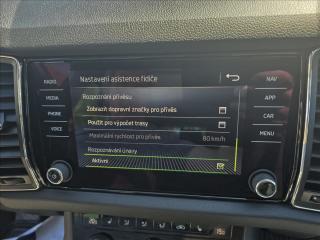 Nastavení asistence řidiče
RADIO
MEDIA
PHONE
VOICE
NAV
APP
CAR
MENU
Rozpoznání přívěsu
Zobrazit dopravní značky pro přívěs
Použít pro výpočet trasy
Maximální rychlost pro přívěs 80 km/h
Rozpoznávání únavy
Aktivní